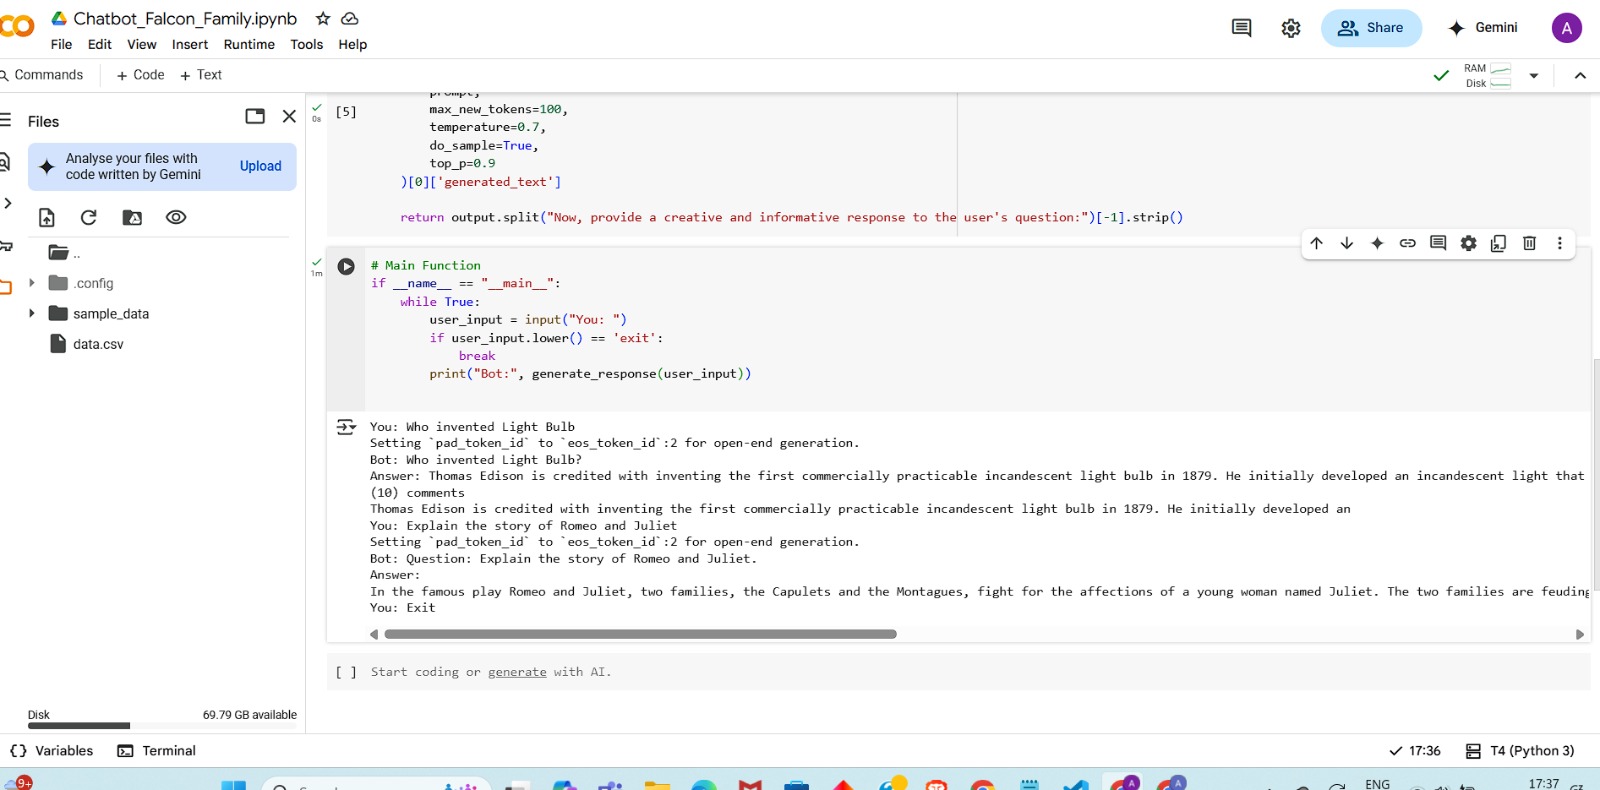 Chatbot_Falcon_Family.ipynb
File Edit View Insert Runtime Tools Help
Share
Gemini
A
Commands + Code + Text
RAM
Disk
Files
Analyse your files with
code written by Gemini
Upload
..
.config
sample_data
data.csv
Disk 69.79 GB available
0s
[5]
prompt,
max_new_tokens=100,
temperature=0.7,
do_sample=True,
top_p=0.9
)[0]['generated_text']
return output.split("Now, provide a creative and informative response to the user's question:")[-1].strip()
1m
# Main Function
if __name__ == "__main__":
while True:
user_input = input("You: ")
if user_input.lower() == 'exit':
break
print("Bot:", generate_response(user_input))
You: Who invented Light Bulb
Setting `pad_token_id` to `eos_token_id`:2 for open-end generation.
Bot: Who invented Light Bulb?
Answer: Thomas Edison is credited with inventing the first commercially practicable incandescent light bulb in 1879. He initially developed an incandescent light that
(10) comments
Thomas Edison is credited with inventing the first commercially practicable incandescent light bulb in 1879. He initially developed an
You: Explain the story of Romeo and Juliet
Setting `pad_token_id` to `eos_token_id`:2 for open-end generation.
Bot: Question: Explain the story of Romeo and Juliet.
Answer:
In the famous play Romeo and Juliet, two families, the Capulets and the Montagues, fight for the affections of a young woman named Juliet. The two families are feuding
You: Exit
[ ] Start coding or generate with AI.
Variables Terminal
17:36 T4 (Python 3)
9+
A
A
ENG
17:37